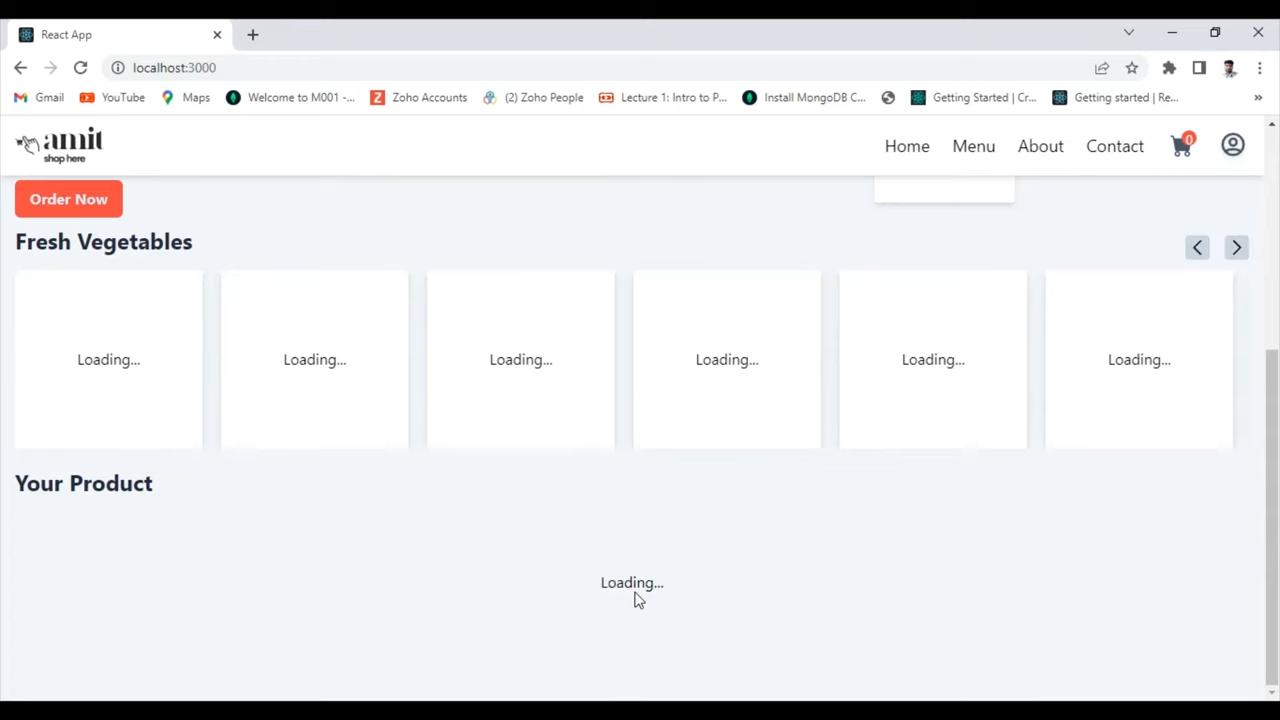 React App
localhost:3000
Gmail
YouTube
Maps
Welcome to M001 -...
Zoho Accounts
(2) Zoho People
Lecture 1: Intro to P...
Install MongoDB C...
Getting Started | Cr...
Getting started | Re...
»
amit
shop here
Home
Menu
About
Contact
0
Order Now
Fresh Vegetables
Loading...
Loading...
Loading...
Loading...
Loading...
Loading...
Your Product
Loading...